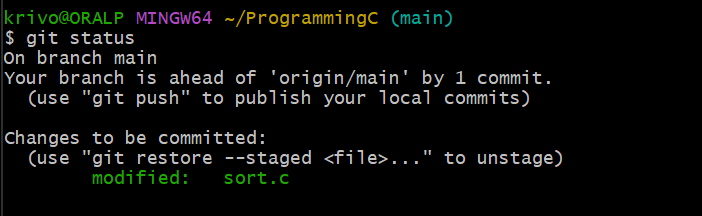 krivo@ORALP MINGW64 ~/ProgrammingC (main)
$ git status
On branch main
Your branch is ahead of 'origin/main' by 1 commit.
  (use "git push" to publish your local commits)

Changes to be committed:
  (use "git restore --staged <file>..." to unstage)
        modified:   sort.c